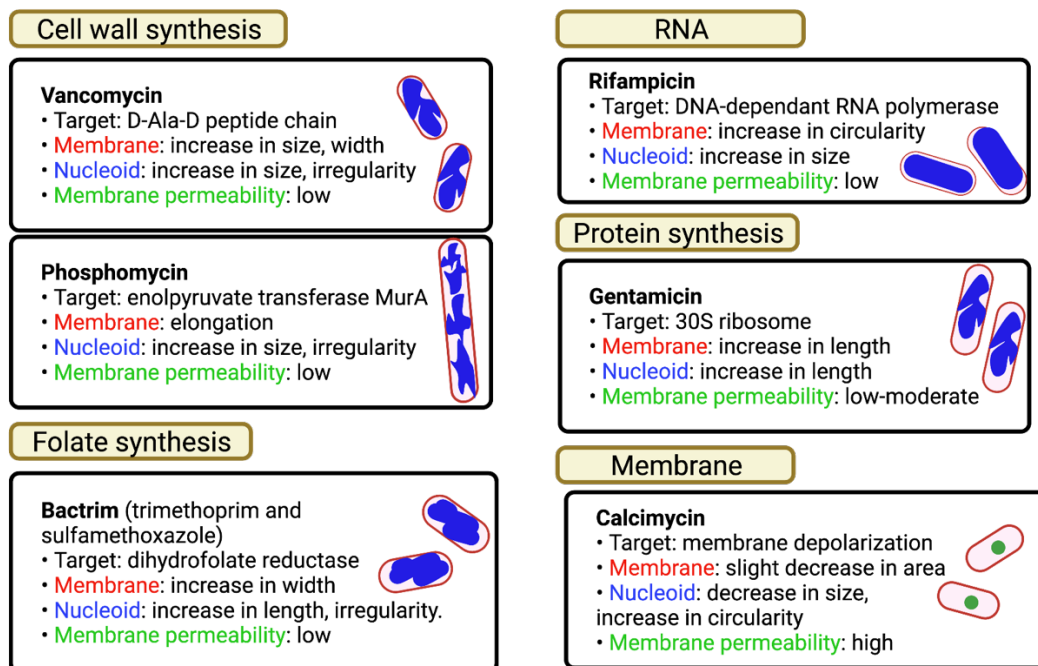 Cell wall synthesis
Vancomycin
• Target: D-Ala-D peptide chain
• Membrane: increase in size, width
• Nucleoid: increase in size, irregularity
• Membrane permeability: low
Phosphomycin
• Target: enolpyruvate transferase MurA
• Membrane: elongation
• Nucleoid: increase in size, irregularity
• Membrane permeability: low
Folate synthesis
Bactrim (trimethoprim and
sulfamethoxazole)
• Target: dihydrofolate reductase
• Membrane: increase in width
• Nucleoid: increase in length, irregularity.
• Membrane permeability: low
RNA
Rifampicin
• Target: DNA-dependant RNA polymerase
• Membrane: increase in circularity
• Nucleoid: increase in size
• Membrane permeability: low
Protein synthesis
Gentamicin
• Target: 30S ribosome
• Membrane: increase in length
• Nucleoid: increase in length
• Membrane permeability: low-moderate
Membrane
Calcimycin
• Target: membrane depolarization
• Membrane: slight decrease in area
• Nucleoid: decrease in size,
increase in circularity
• Membrane permeability: high